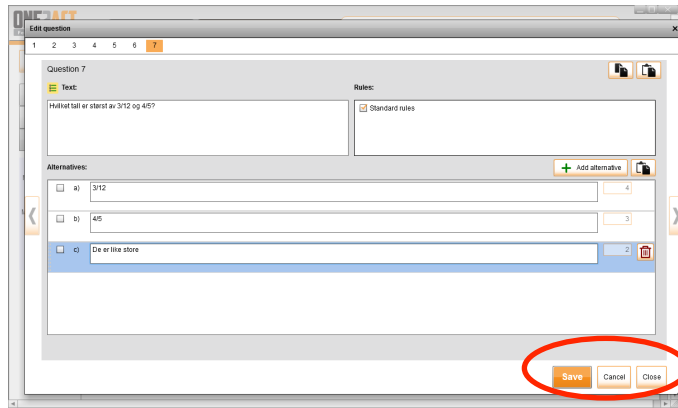 ONE2ACT
Edit question
x
1 2 3 4 5 6 7
Question 7
Text:
Rules:
Hvilket tall er størst av 3/12 og 4/5?
Standard rules
Alternatives:
+ Add alternative
a) 3/12 4
b) 4/5 3
c) De er like store 2
Save Cancel Close